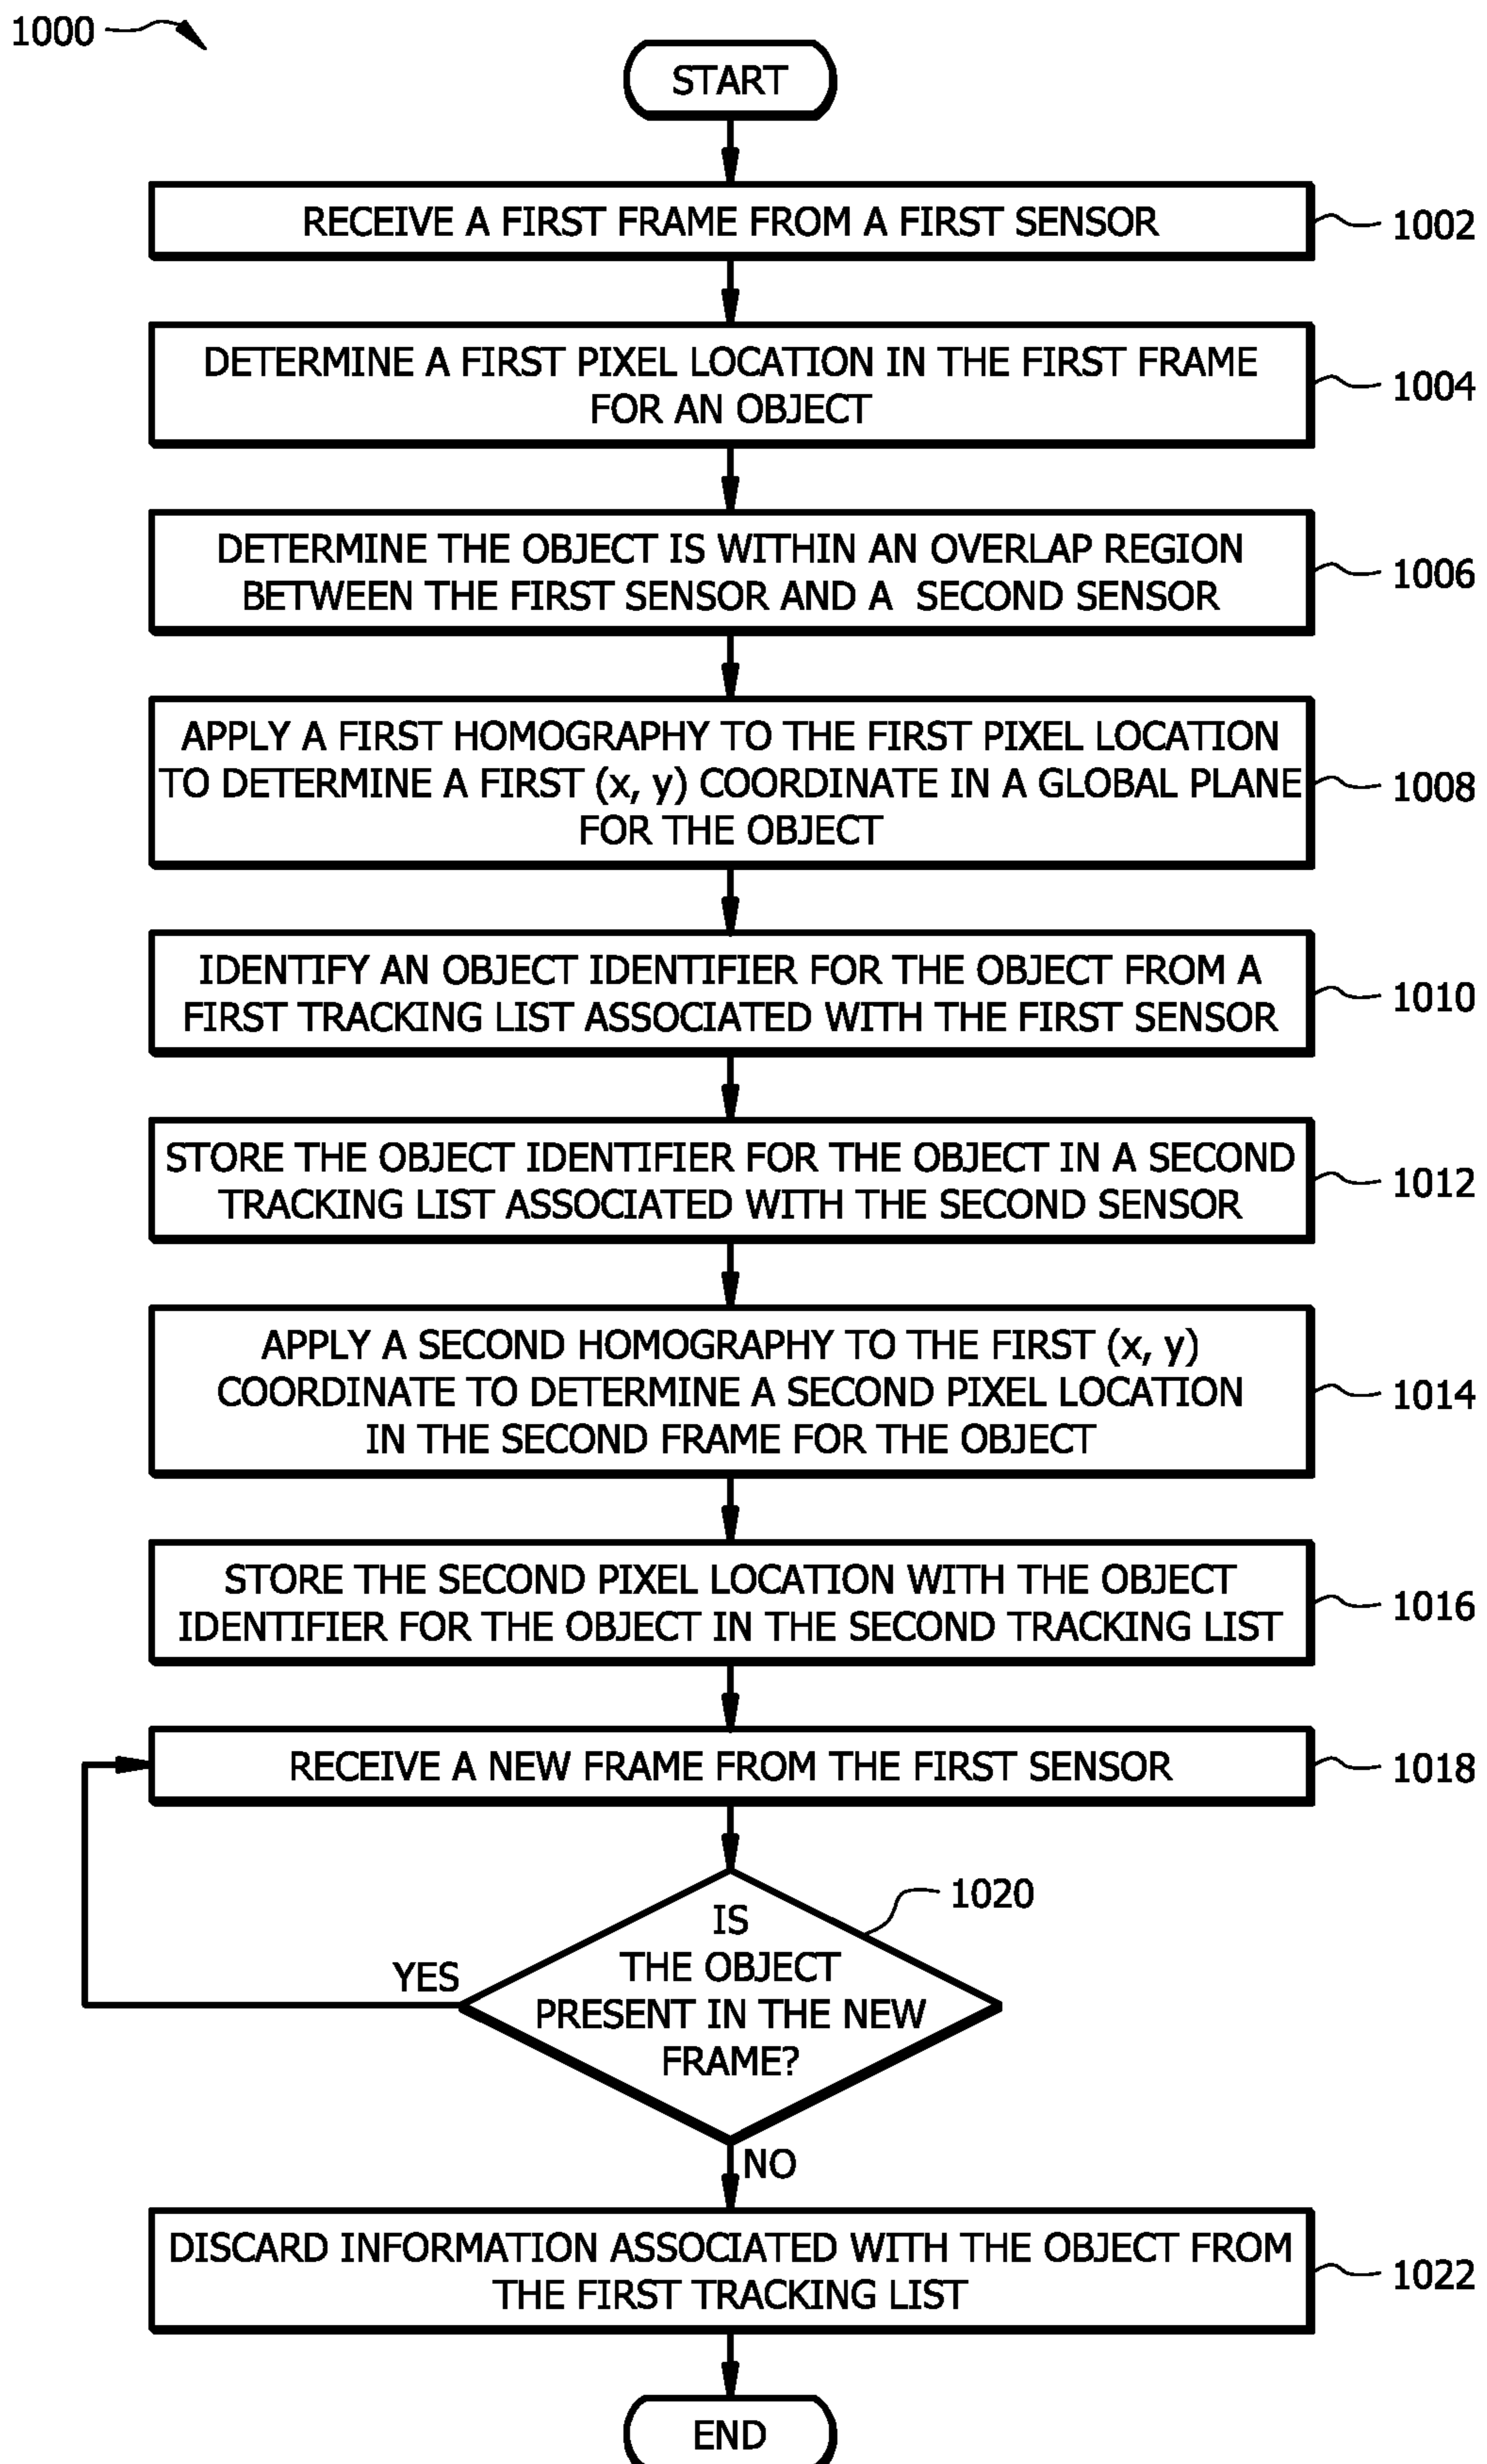 1000
START
RECEIVE A FIRST FRAME FROM A FIRST SENSOR
1002
DETERMINE A FIRST PIXEL LOCATION IN THE FIRST FRAME
FOR AN OBJECT
1004
DETERMINE THE OBJECT IS WITHIN AN OVERLAP REGION
BETWEEN THE FIRST SENSOR AND A SECOND SENSOR
1006
APPLY A FIRST HOMOGRAPHY TO THE FIRST PIXEL LOCATION
TO DETERMINE A FIRST (x, y) COORDINATE IN A GLOBAL PLANE
FOR THE OBJECT
1008
IDENTIFY AN OBJECT IDENTIFIER FOR THE OBJECT FROM A
FIRST TRACKING LIST ASSOCIATED WITH THE FIRST SENSOR
1010
STORE THE OBJECT IDENTIFIER FOR THE OBJECT IN A SECOND
TRACKING LIST ASSOCIATED WITH THE SECOND SENSOR
1012
APPLY A SECOND HOMOGRAPHY TO THE FIRST (x, y)
COORDINATE TO DETERMINE A SECOND PIXEL LOCATION
IN THE SECOND FRAME FOR THE OBJECT
1014
STORE THE SECOND PIXEL LOCATION WITH THE OBJECT
IDENTIFIER FOR THE OBJECT IN THE SECOND TRACKING LIST
1016
RECEIVE A NEW FRAME FROM THE FIRST SENSOR
1018
IS
THE OBJECT
PRESENT IN THE NEW
FRAME?
1020
YES
NO
DISCARD INFORMATION ASSOCIATED WITH THE OBJECT FROM
THE FIRST TRACKING LIST
1022
END